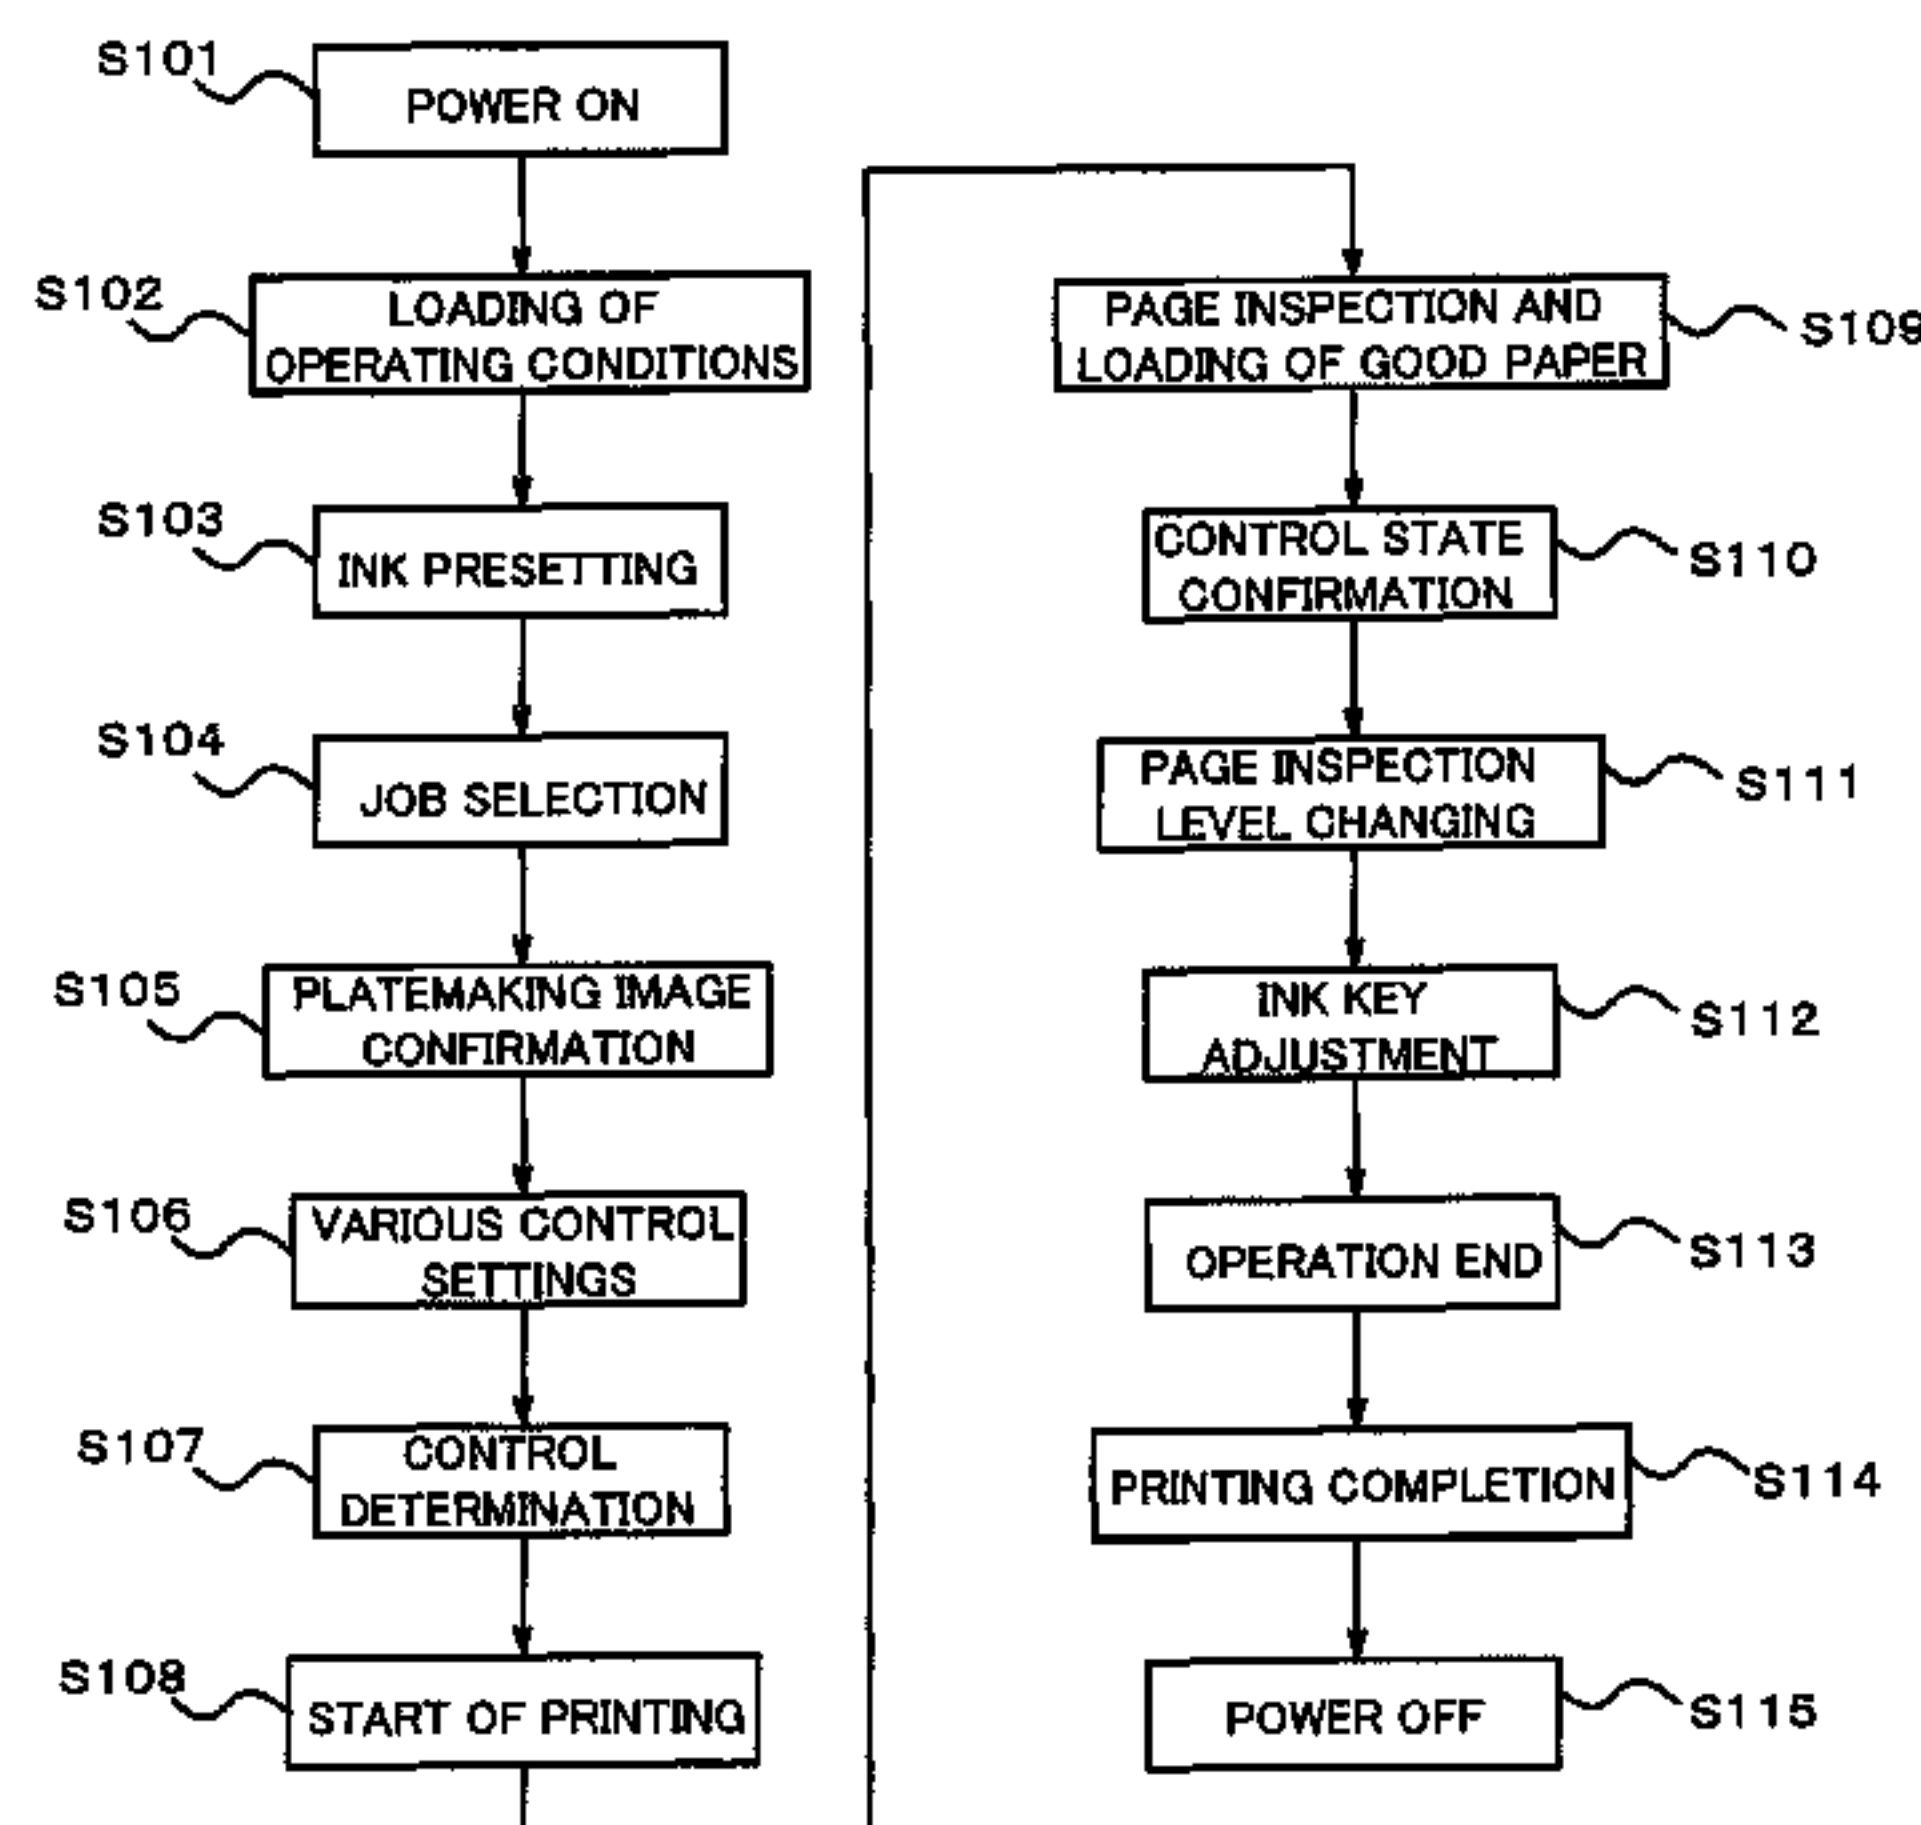 S101
POWER ON
S102
LOADING OF
OPERATING CONDITIONS
S103
INK PRESETTING
S104
JOB SELECTION
S105
PLATEMAKING IMAGE
CONFIRMATION
S106
VARIOUS CONTROL
SETTINGS
S107
CONTROL
DETERMINATION
S108
START OF PRINTING
PAGE INSPECTION AND
LOADING OF GOOD PAPER
S109
CONTROL STATE
CONFIRMATION
S110
PAGE INSPECTION
LEVEL CHANGING
S111
INK KEY
ADJUSTMENT
S112
OPERATION END
S113
PRINTING COMPLETION
S114
POWER OFF
S115